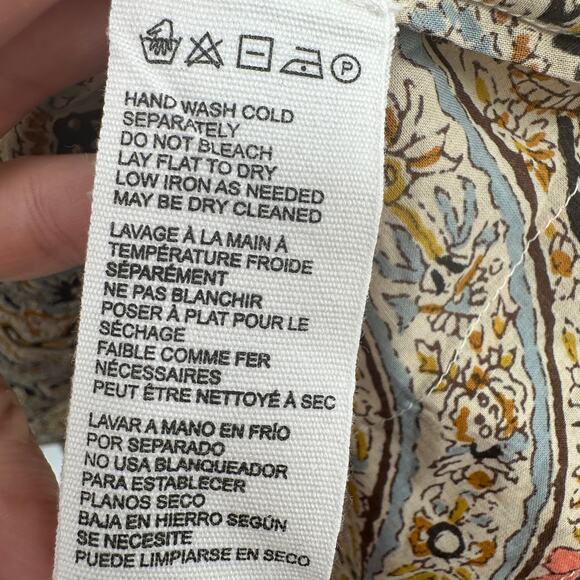 P
HAND WASH COLD
SEPARATELY
DO NOT BLEACH
LAY FLAT TO DRY
LOW IRON AS NEEDED
MAY BE DRY CLEANED
LAVAGE À LA MAIN À
TEMPÉRATURE FROIDE
SÉPARÉMENT
NE PAS BLANCHIR
POSER À PLAT POUR LE
SÉCHAGE
FAIBLE COMME FER
NÉCESSAIRES
PEUT ÊTRE NETTOYÉ À SEC
LAVAR A MANO EN FRÍO
POR SEPARADO
NO USA BLANQUEADOR
PARA ESTABLECER
PLANOS SECO
BAJA EN HIERRO SEGÚN
SE NECESITE
PUEDE LIMPIARSE EN SECO